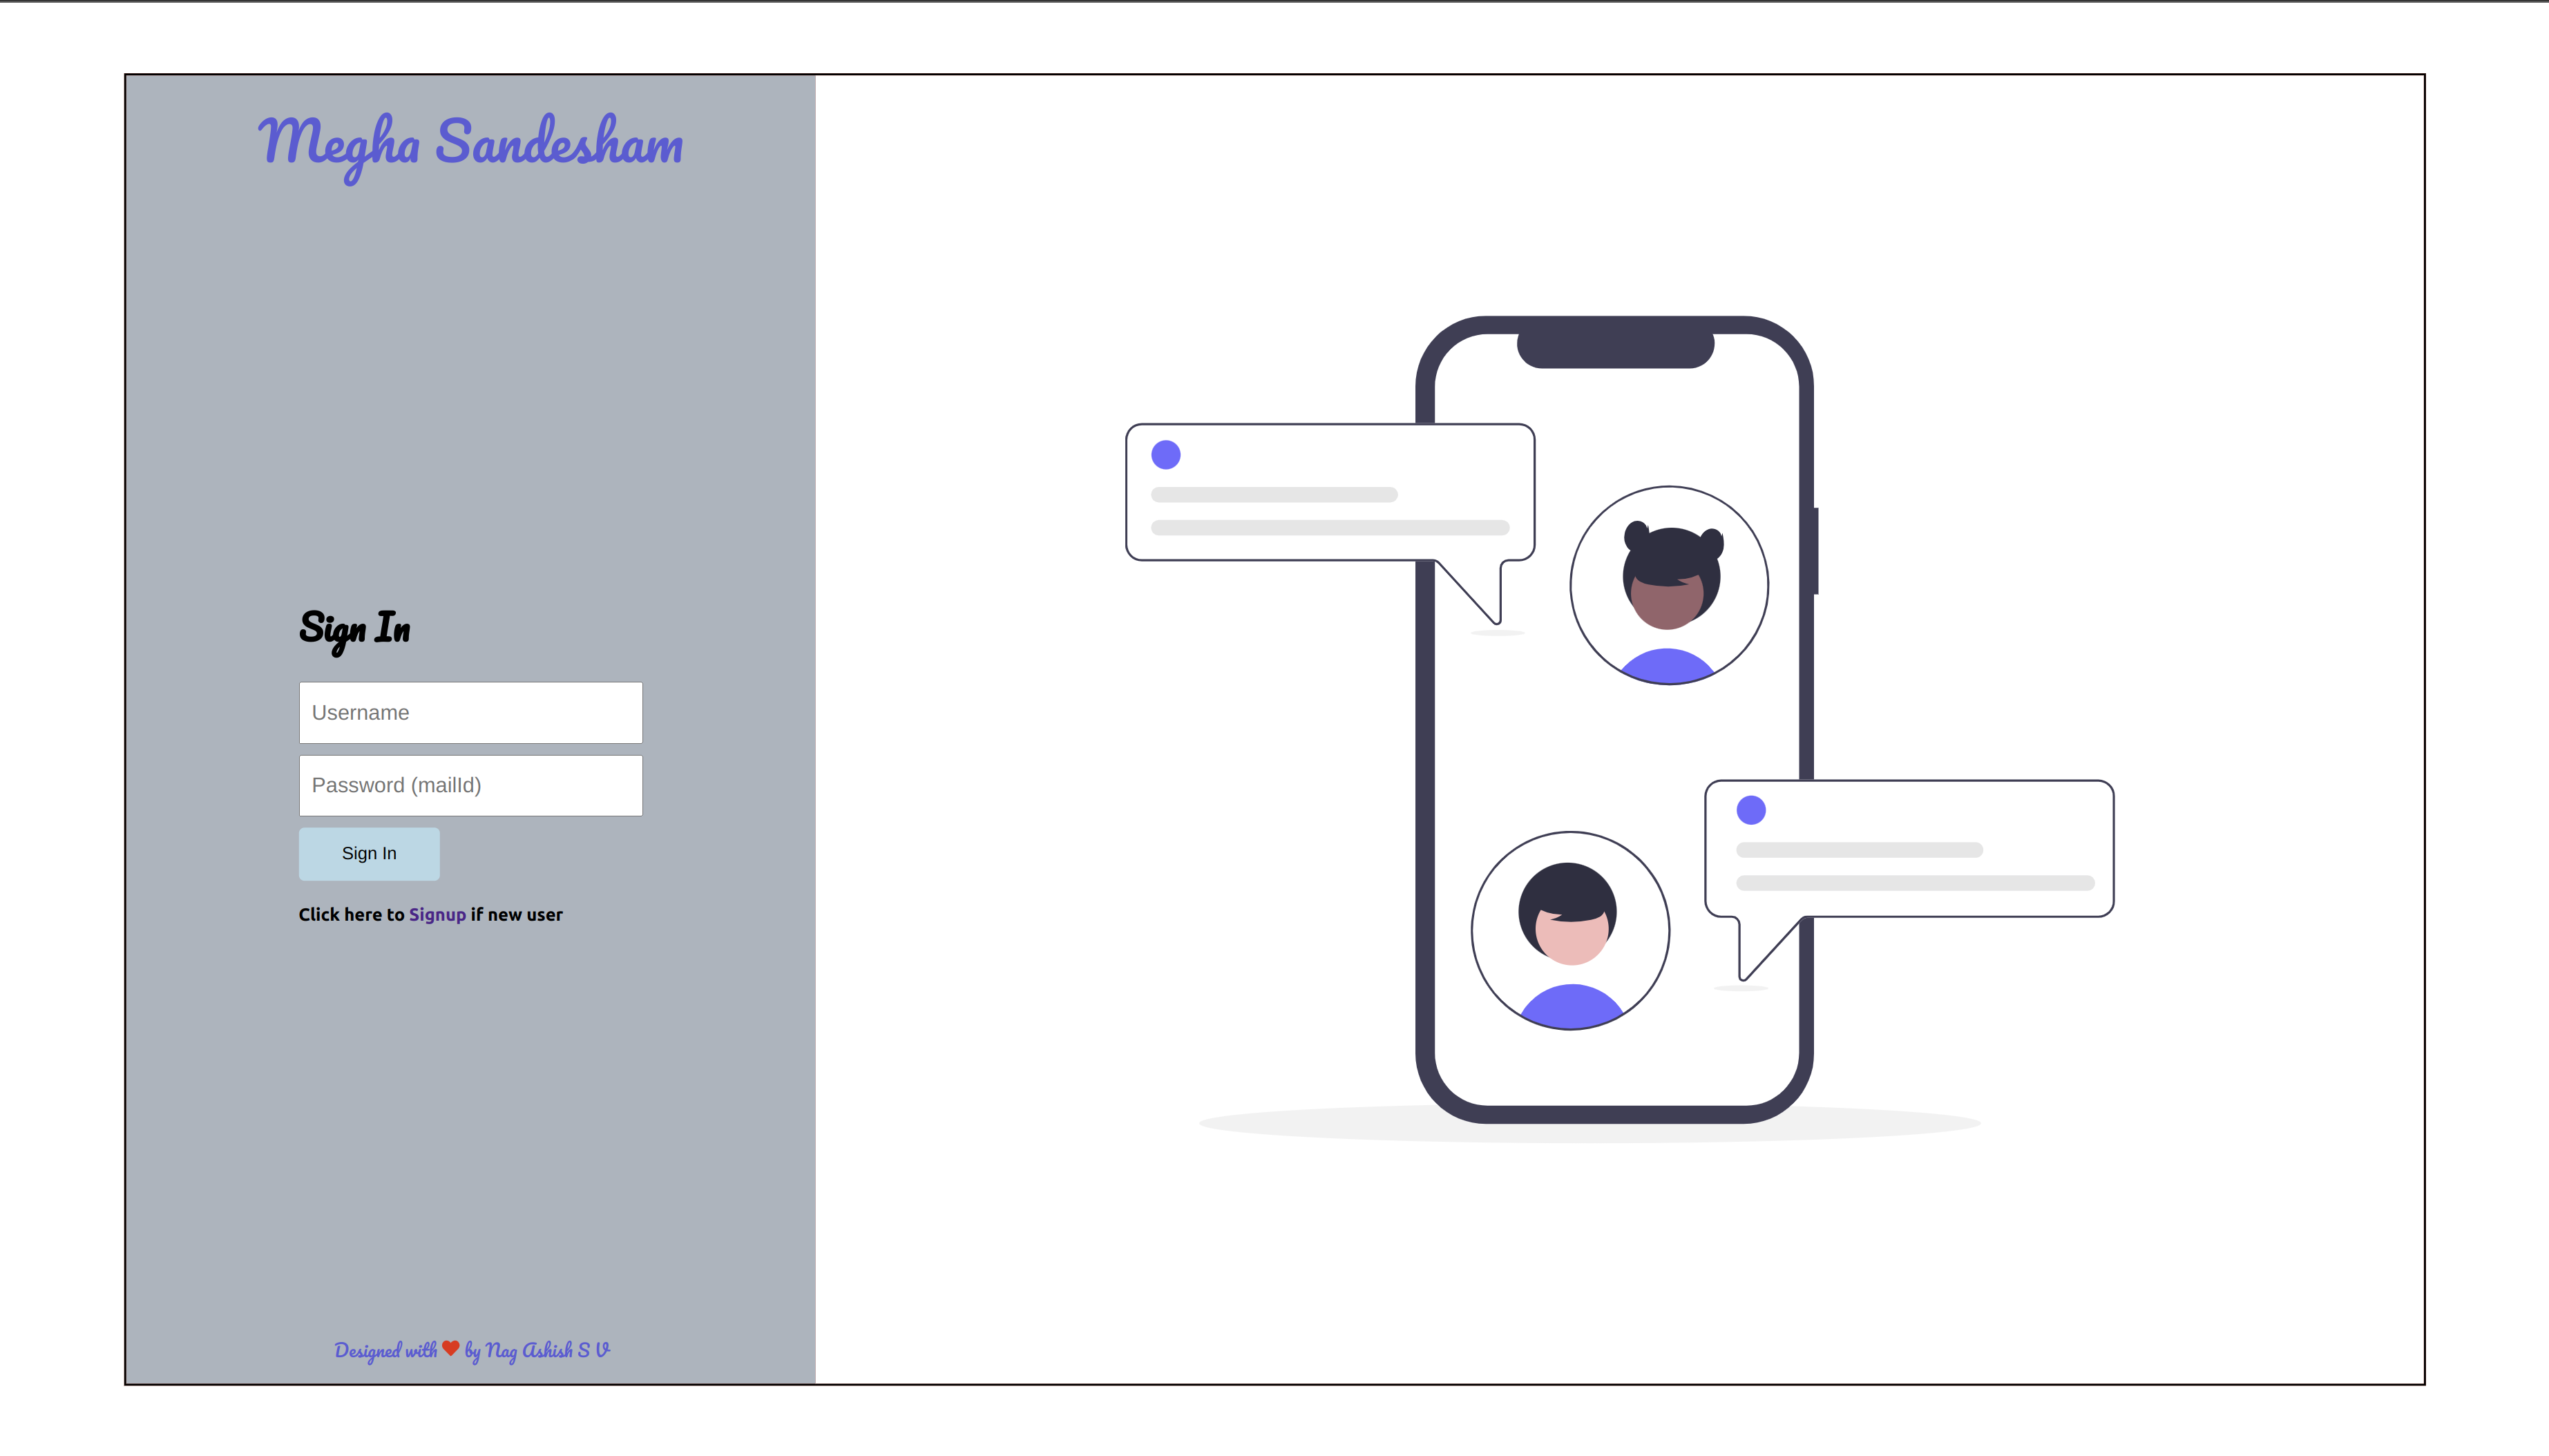 Megha Sandesham
Sign In
Username
Password (mailId)
Sign In
Click here to Signup if new user
Designed with ❤ by Nag Ashish S V